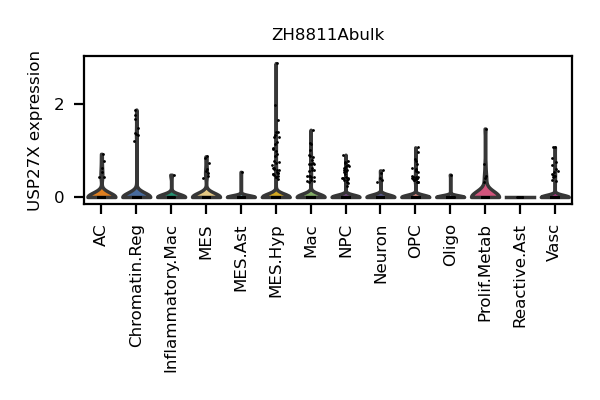 ZH8811Abulk
USP27X expression
2
0
AC
Chromatin.Reg
Inflammatory.Mac
MES
MES.Ast
MES.Hyp
Mac
NPC
Neuron
OPC
Oligo
Prolif.Metab
Reactive.Ast
Vasc